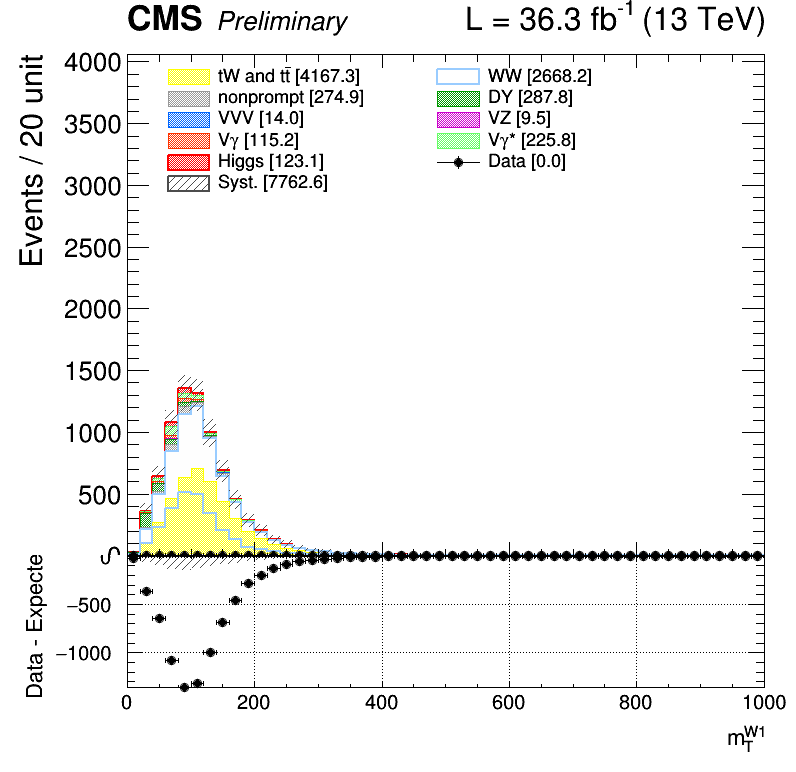 CMS Preliminary L = 36.3 fb⁻¹ (13 TeV)
Events / 20 unit
4000
3500
3000
2500
2000
1500
1000
500
0
tW and tt̄ [4167.3]
nonprompt [274.9]
VVV [14.0]
Vγ [115.2]
Higgs [123.1]
Syst. [7762.6]
WW [2668.2]
DY [287.8]
VZ [9.5]
Vγ* [225.8]
Data [0.0]
Data - Expecte
0
−500
−1000
0 200 400 600 800 1000
m_T^W1